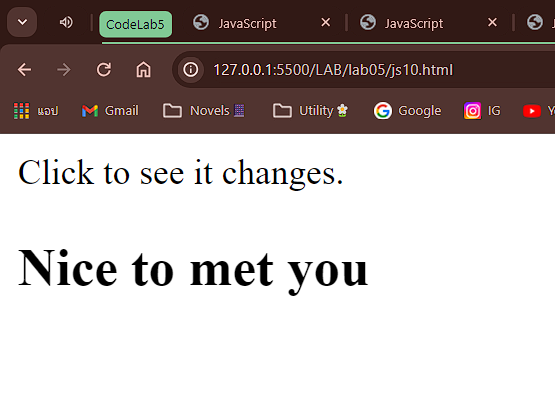 CodeLab5 JavaScript JavaScript
127.0.0.1:5500/LAB/lab05/js10.html
แอป Gmail Novels Utility Google IG
Click to see it changes.
Nice to met you